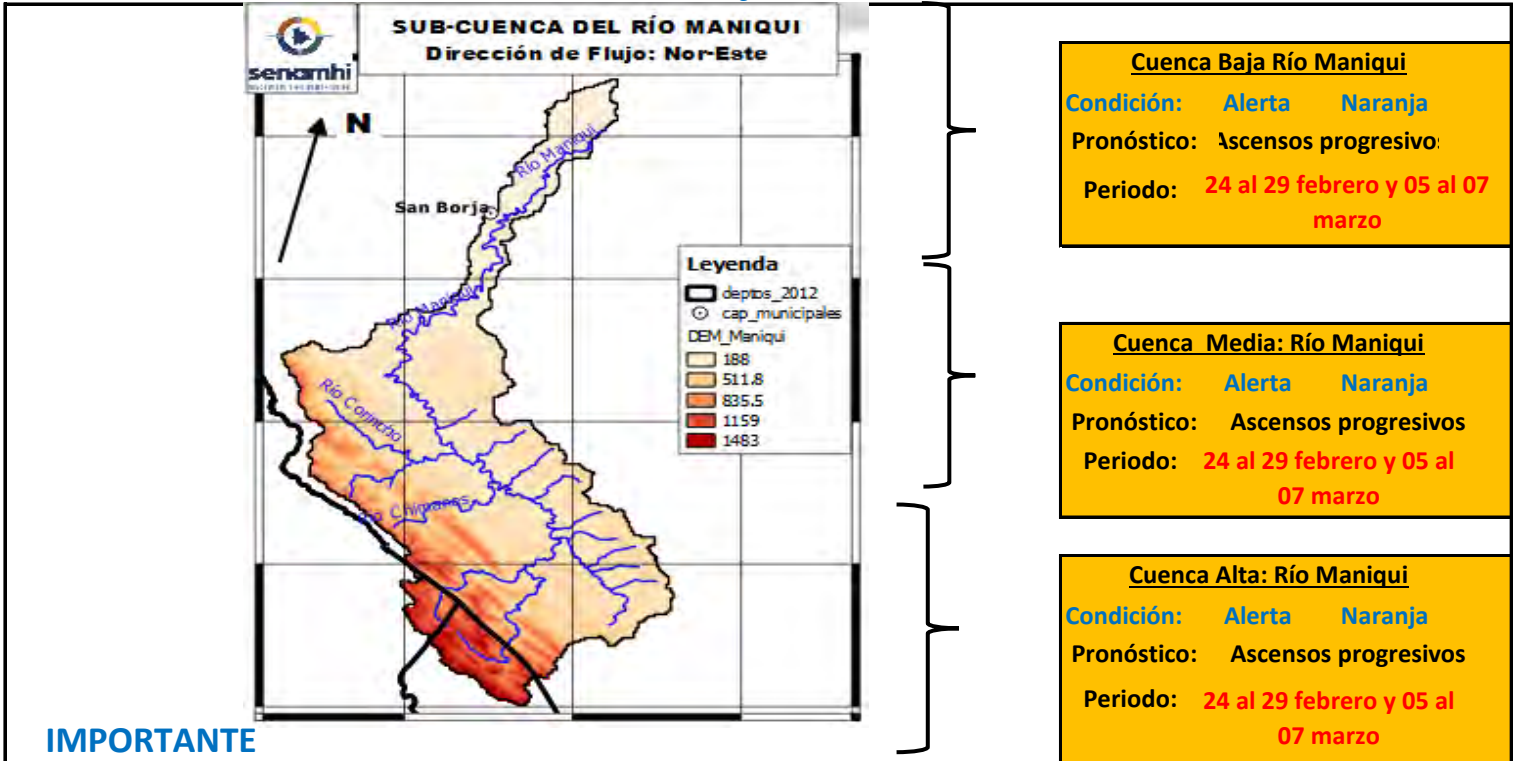 SUB-CUENCA DEL RÍO MANIQUI
Dirección de Flujo: Nor-Este
senamhi
N
Río Maniqui
San Borja
Río Maniqui
Río Corincho
Río Chimanes
Leyenda
deptos_2012
cap_municipales
DEM_Maniqui
188
511.8
835.5
1159
1483
Cuenca Baja Río Maniqui
Condición: Alerta Naranja
Pronóstico: Ascensos progresivos
Periodo: 24 al 29 febrero y 05 al 07
marzo
Cuenca Media: Río Maniqui
Condición: Alerta Naranja
Pronóstico: Ascensos progresivos
Periodo: 24 al 29 febrero y 05 al
07 marzo
Cuenca Alta: Río Maniqui
Condición: Alerta Naranja
Pronóstico: Ascensos progresivos
Periodo: 24 al 29 febrero y 05 al
07 marzo
IMPORTANTE